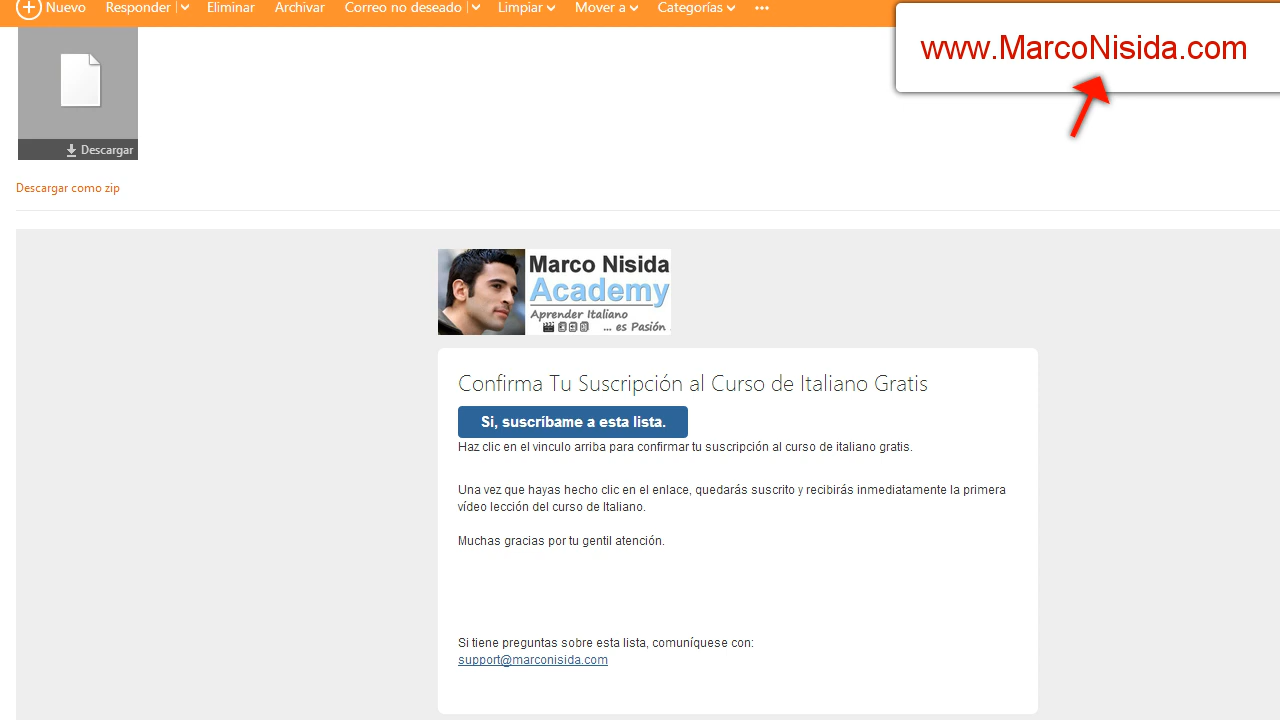 Nuevo Responder Eliminar Archivar Correo no deseado Limpiar Mover a Categorías •••
www.MarcoNisida.com
Descargar
Descargar como zip
Marco Nisida
Academy
Aprender Italiano
... es Pasión
Confirma Tu Suscripción al Curso de Italiano Gratis
Si, suscríbame a esta lista.
Haz clic en el vinculo arriba para confirmar tu suscripción al curso de italiano gratis.
Una vez que hayas hecho clic en el enlace, quedarás suscrito y recibirás inmediatamente la primera
vídeo lección del curso de Italiano.
Muchas gracias por tu gentil atención.
Si tiene preguntas sobre esta lista, comuníquese con:
support@marconisida.com